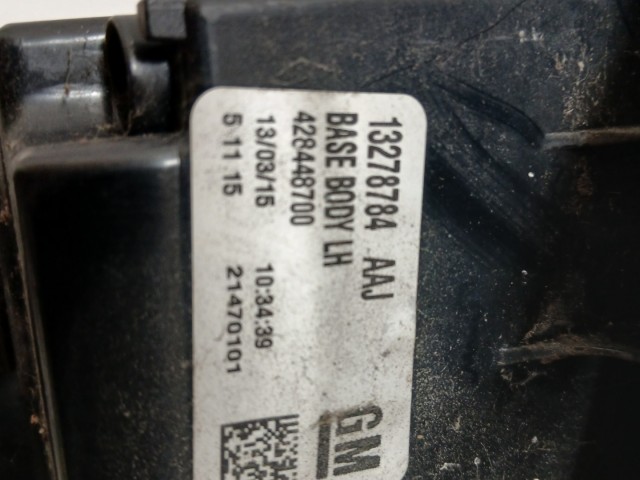 13278784 AAJ
BASE BODY LH
428448700
13/03/15 10:34:39
5 11 15 21470101
GM